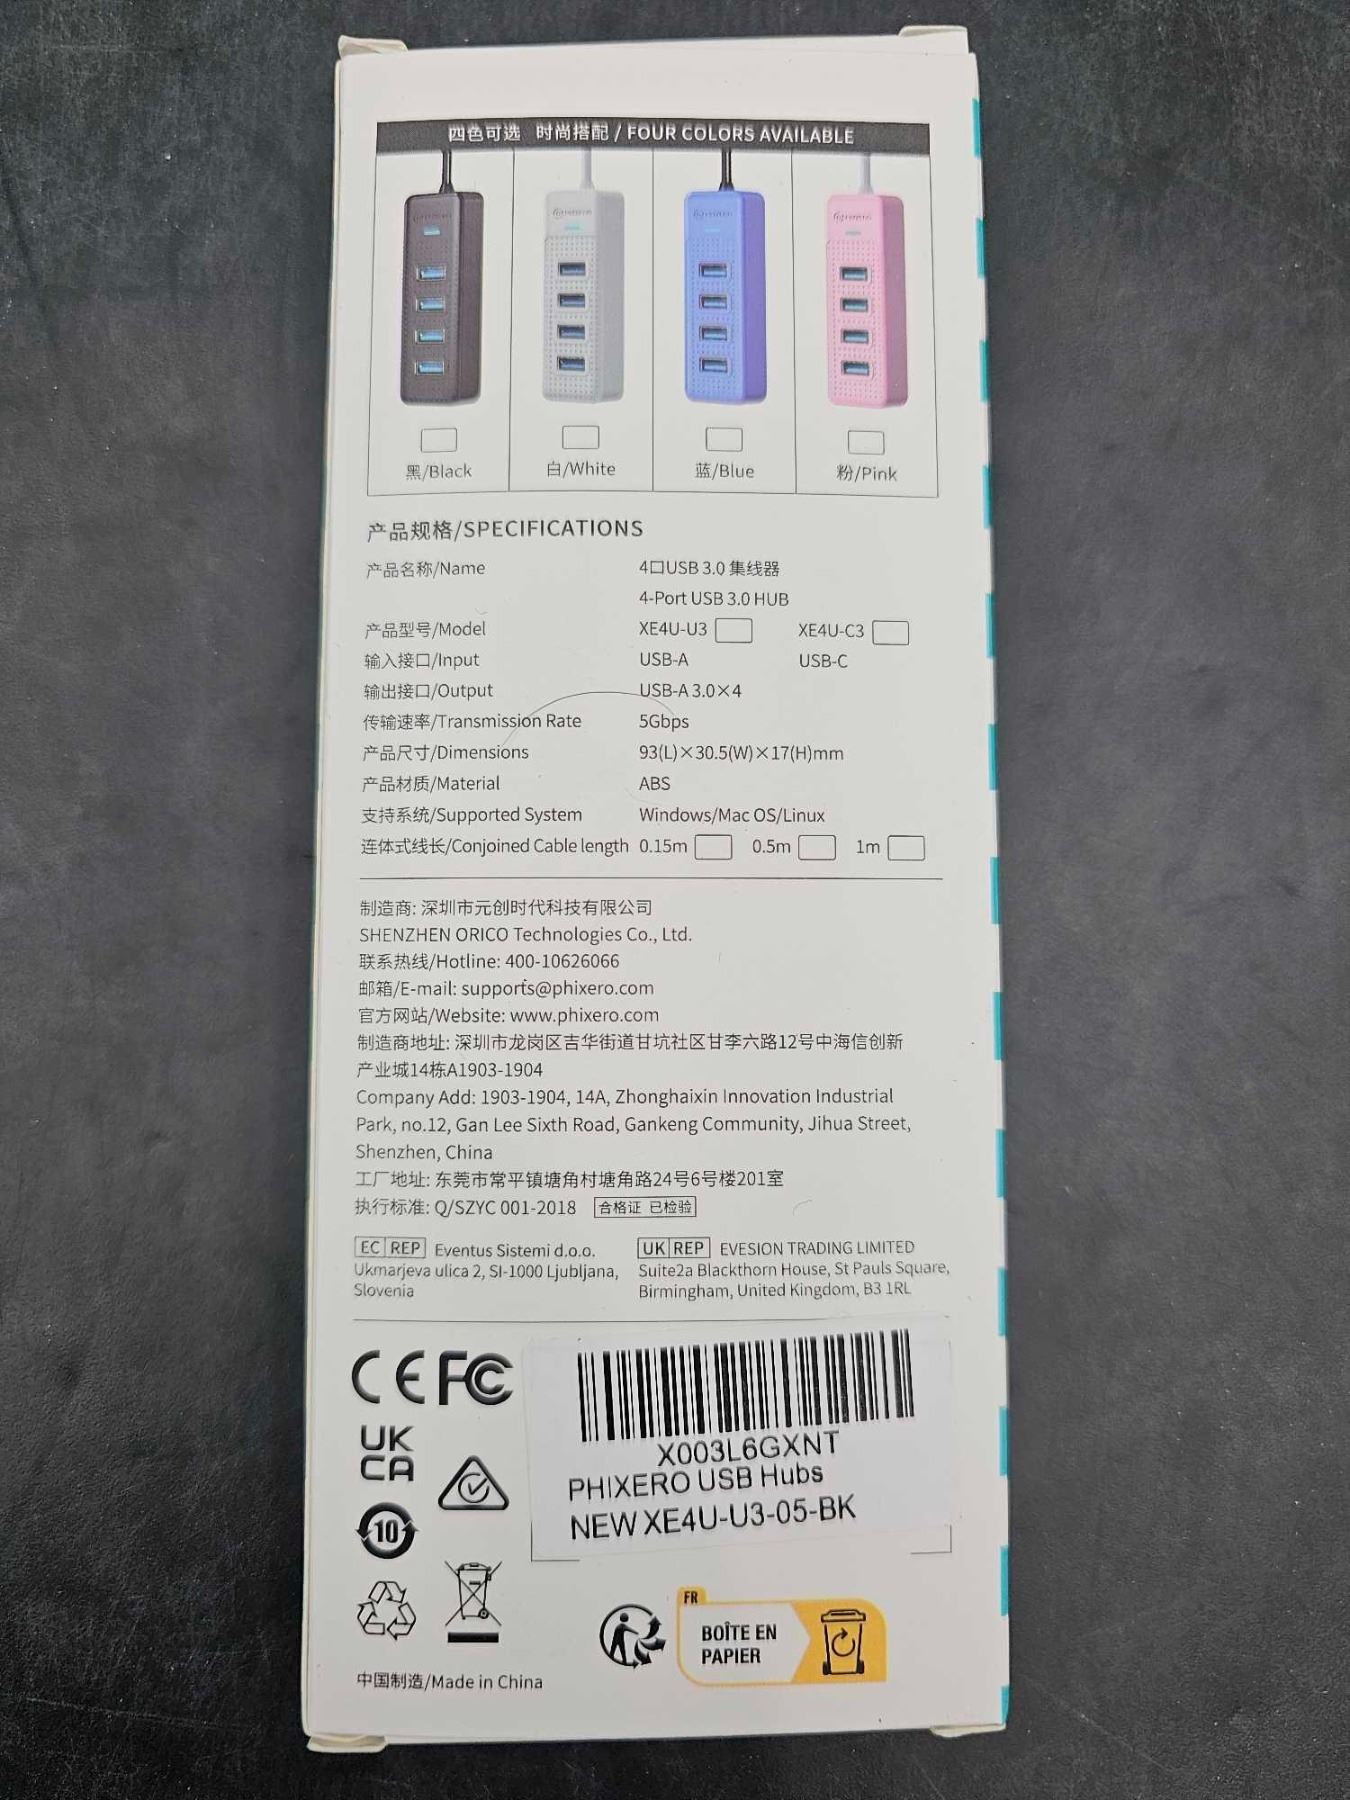 四色可选 时尚搭配 / FOUR COLORS AVAILABLE
黑/Black 白/White 蓝/Blue 粉/Pink
产品规格/SPECIFICATIONS
产品名称/Name 4口USB 3.0 集线器
4-Port USB 3.0 HUB
产品型号/Model XE4U-U3 XE4U-C3
输入接口/Input USB-A USB-C
输出接口/Output USB-A 3.0×4
传输速率/Transmission Rate 5Gbps
产品尺寸/Dimensions 93(L)×30.5(W)×17(H)mm
产品材质/Material ABS
支持系统/Supported System Windows/Mac OS/Linux
连体式线长/Conjoined Cable length 0.15m 0.5m 1m
制造商: 深圳市元创时代科技有限公司
SHENZHEN ORICO Technologies Co., Ltd.
联系热线/Hotline: 400-10626066
邮箱/E-mail: supports@phixero.com
官方网站/Website: www.phixero.com
制造商地址: 深圳市龙岗区吉华街道甘坑社区甘李六路12号中海信创新
产业城14栋A1903-1904
Company Add: 1903-1904, 14A, Zhonghaixin Innovation Industrial
Park, no.12, Gan Lee Sixth Road, Gankeng Community, Jihua Street,
Shenzhen, China
工厂地址: 东莞市常平镇塘角村塘角路24号6号楼201室
执行标准: Q/SZYC 001-2018 合格证 已检验
EC REP Eventus Sistemi d.o.o.
Ukmarjeva ulica 2, SI-1000 Ljubljana,
Slovenia
UK REP EVESION TRADING LIMITED
Suite2a Blackthorn House, St Pauls Square,
Birmingham, United Kingdom, B3 1RL
CE FC
UK
CA
10
X003L6GXNT
PHIXERO USB Hubs
NEW XE4U-U3-05-BK
FR
BOÎTE EN
PAPIER
中国制造/Made in China